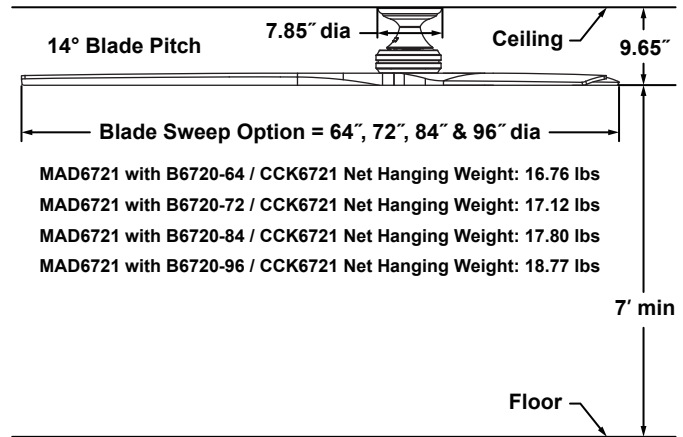 7.85″ dia
Ceiling
14° Blade Pitch
9.65″
Blade Sweep Option = 64″, 72″, 84″ & 96″ dia
MAD6721 with B6720-64 / CCK6721 Net Hanging Weight: 16.76 lbs
MAD6721 with B6720-72 / CCK6721 Net Hanging Weight: 17.12 lbs
MAD6721 with B6720-84 / CCK6721 Net Hanging Weight: 17.80 lbs
MAD6721 with B6720-96 / CCK6721 Net Hanging Weight: 18.77 lbs
7′ min
Floor